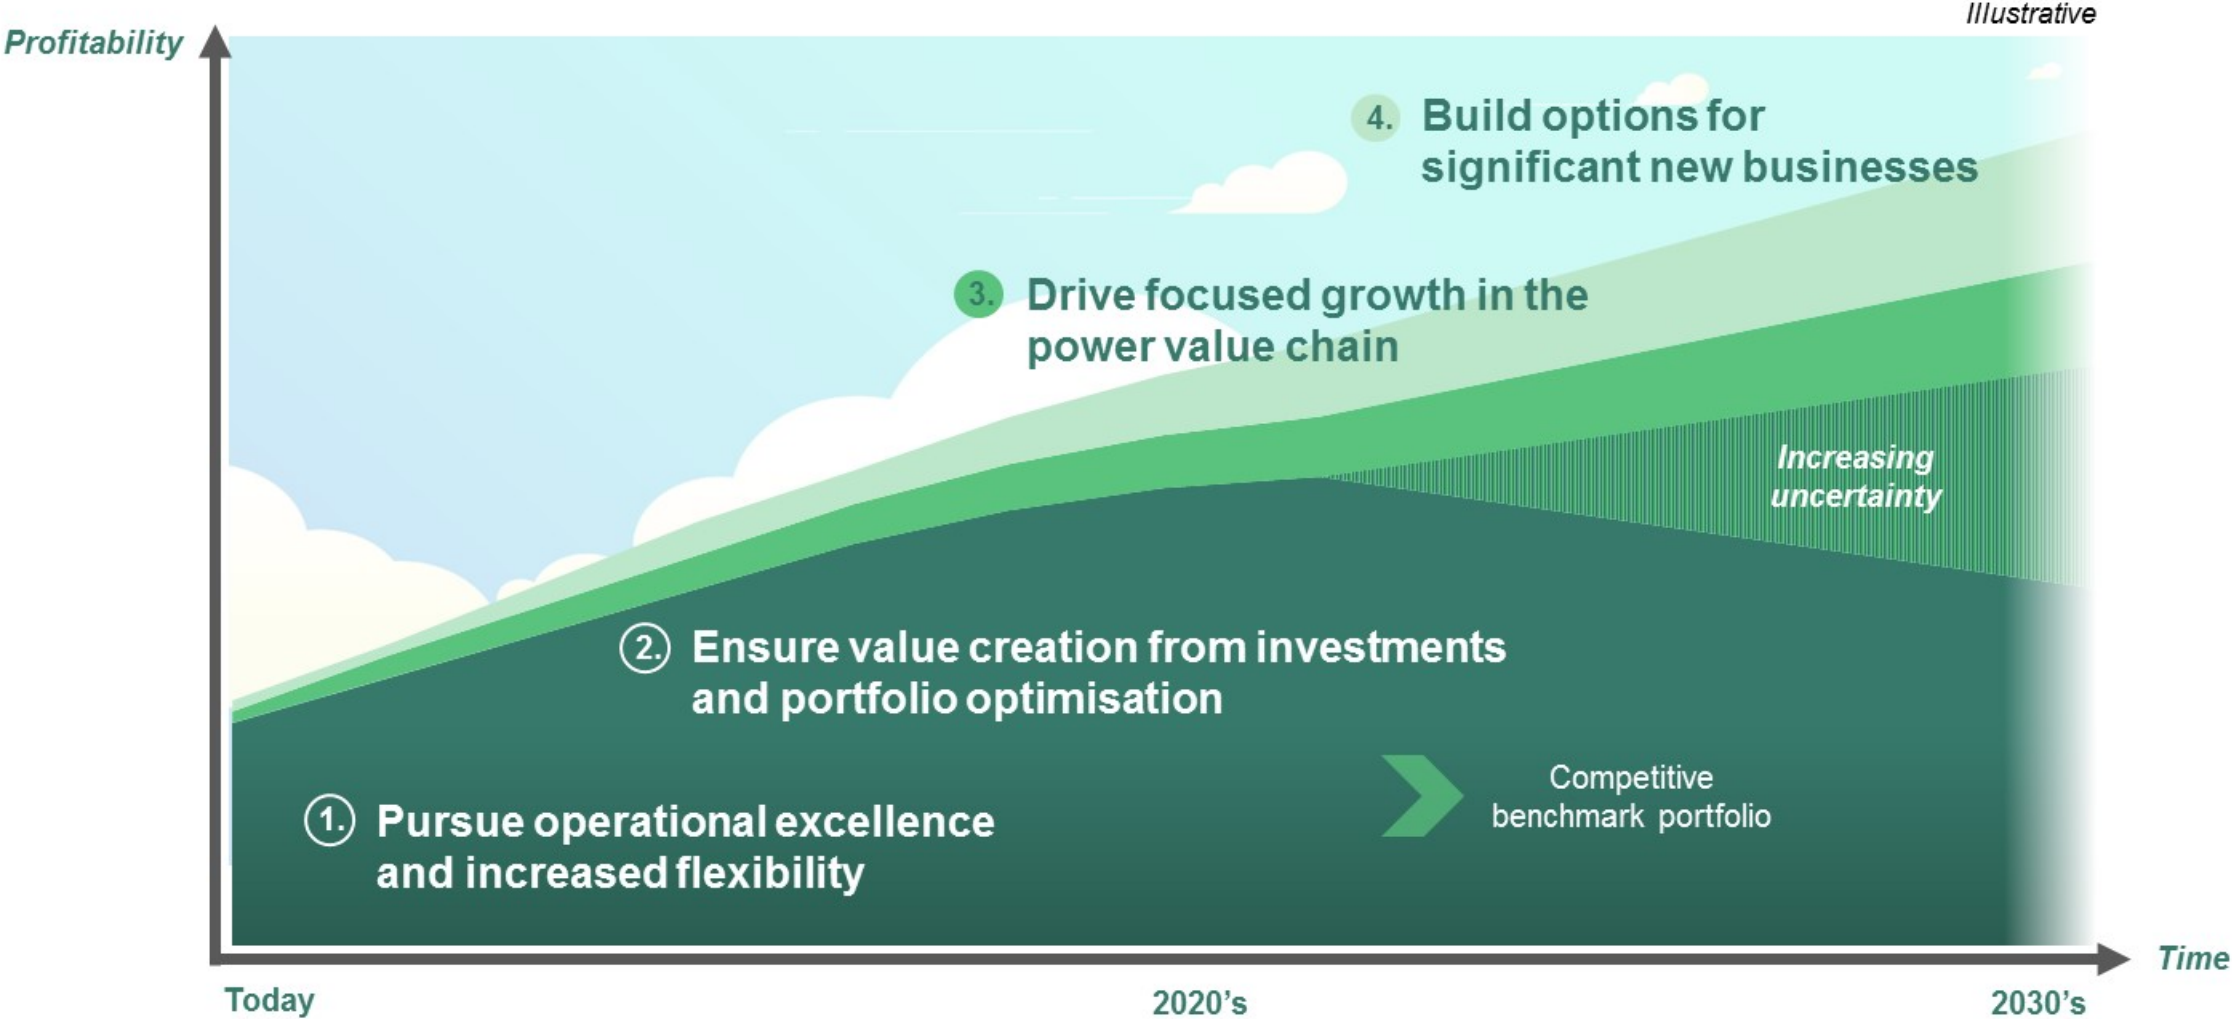 Illustrative
Profitability
4. Build options for
significant new businesses
3. Drive focused growth in the
power value chain
Increasing
uncertainty
2. Ensure value creation from investments
and portfolio optimisation
Competitive
benchmark portfolio
1. Pursue operational excellence
and increased flexibility
Time
Today
2020's
2030's